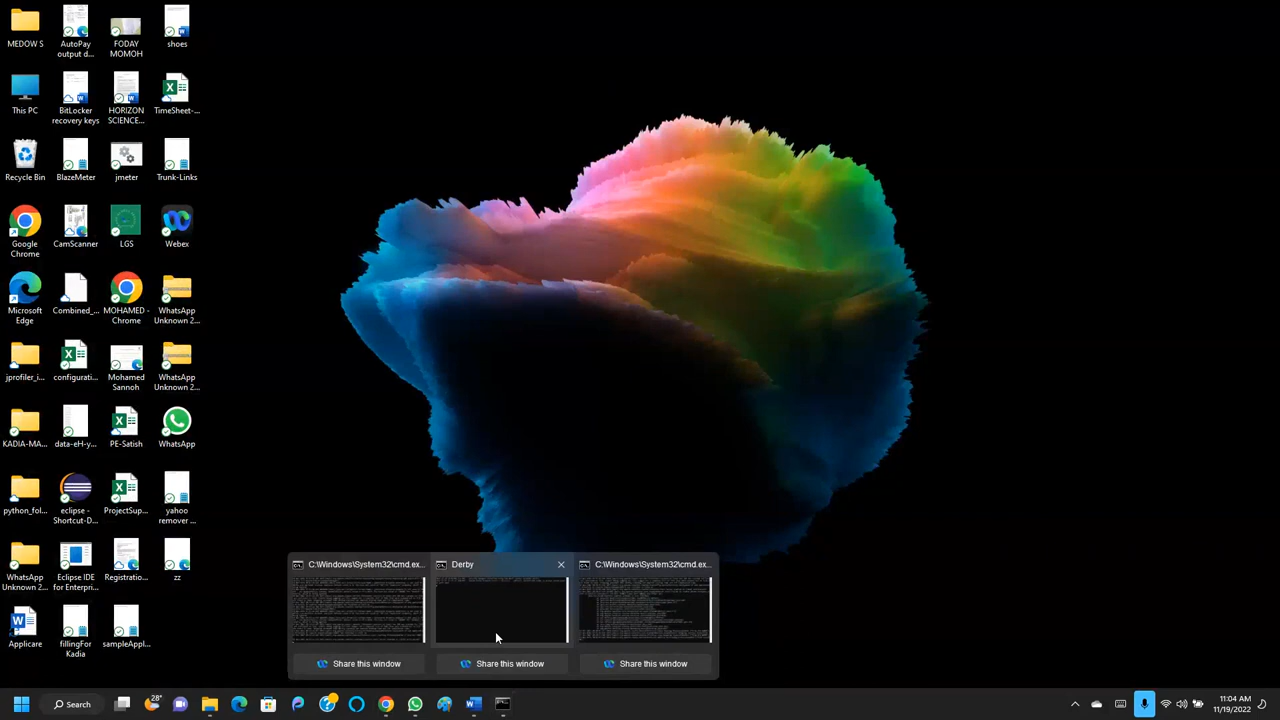 MEDOW S
AutoPay
output d...
FODAY
MOMOH
shoes
This PC
BitLocker
recovery keys
HORIZON
SCIENCE...
TimeSheet-...
Recycle Bin
BlazeMeter
jmeter
Trunk-Links
Google
Chrome
CamScanner
LGS
Webex
Microsoft
Edge
Combined_...
MOHAMED -
Chrome
WhatsApp
Unknown 2...
jprofiler_i...
configurati...
Mohamed
Sannoh
WhatsApp
Unknown 2...
KADIA-MA...
data-eH-y...
PE-Satish
WhatsApp
python_fol...
eclipse -
Shortcut-D...
ProjectSup...
yahoo
remover ...
WhatsApp
Unknown 2...
Eclipse IDE
for Enterpri...
Registratio...
zz
Applicare
fillingFor
Kadia
sampleAppl...
C:\Windows\System32\cmd.ex...
Derby
C:\Windows\System32\cmd.ex...
Share this window
Share this window
Share this window
Search
28°
11:04 AM
11/19/2022